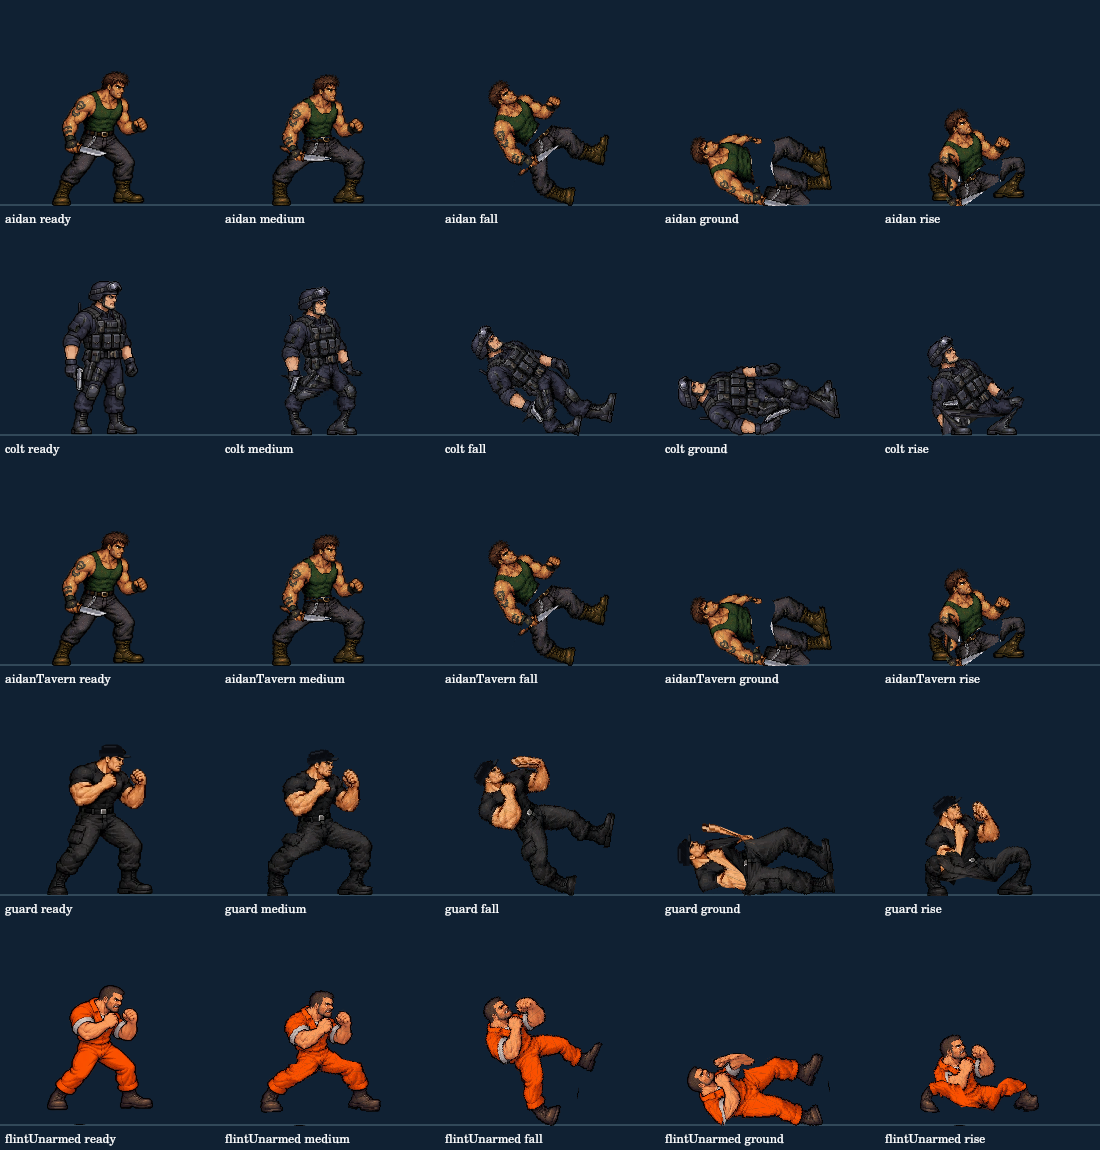 aidan ready
aidan medium
aidan fall
aidan ground
aidan rise
colt ready
colt medium
colt fall
colt ground
colt rise
aidanTavern ready
aidanTavern medium
aidanTavern fall
aidanTavern ground
aidanTavern rise
guard ready
guard medium
guard fall
guard ground
guard rise
flintUnarmed ready
flintUnarmed medium
flintUnarmed fall
flintUnarmed ground
flintUnarmed rise